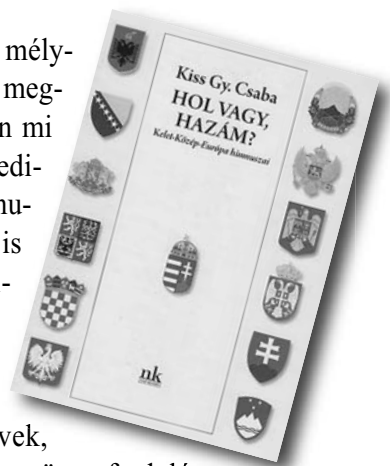 mély-
meg-
n mi
edi-
nu-
is
-
vek,
Kiss Gy. Csaba
HOL VAGY,
HAZÁM?
Kelet-Közép-Európa himnuszai
nk